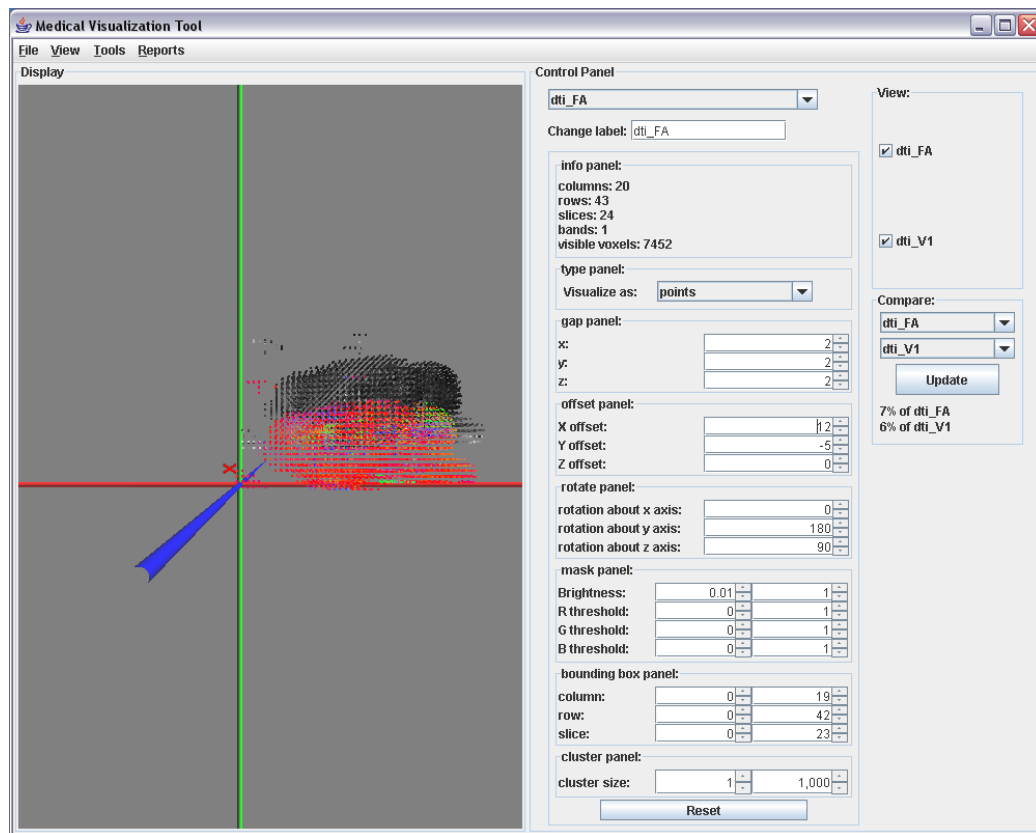 Medical Visualization Tool
File View Tools Reports
Display
X
Control Panel
dti_FA
Change label: dti_FA
info panel:
columns: 20
rows: 43
slices: 24
bands: 1
visible voxels: 7452
type panel:
Visualize as: points
gap panel:
x: 2
y: 2
z: 2
offset panel:
X offset: 12
Y offset: -5
Z offset: 0
rotate panel:
rotation about x axis: 0
rotation about y axis: 180
rotation about z axis: 90
mask panel:
Brightness: 0.01 1
R threshold: 0 1
G threshold: 0 1
B threshold: 0 1
bounding box panel:
column: 0 19
row: 0 42
slice: 0 23
cluster panel:
cluster size: 1 1,000
Reset
View:
dti_FA
dti_V1
Compare:
dti_FA
dti_V1
Update
7% of dti_FA
6% of dti_V1